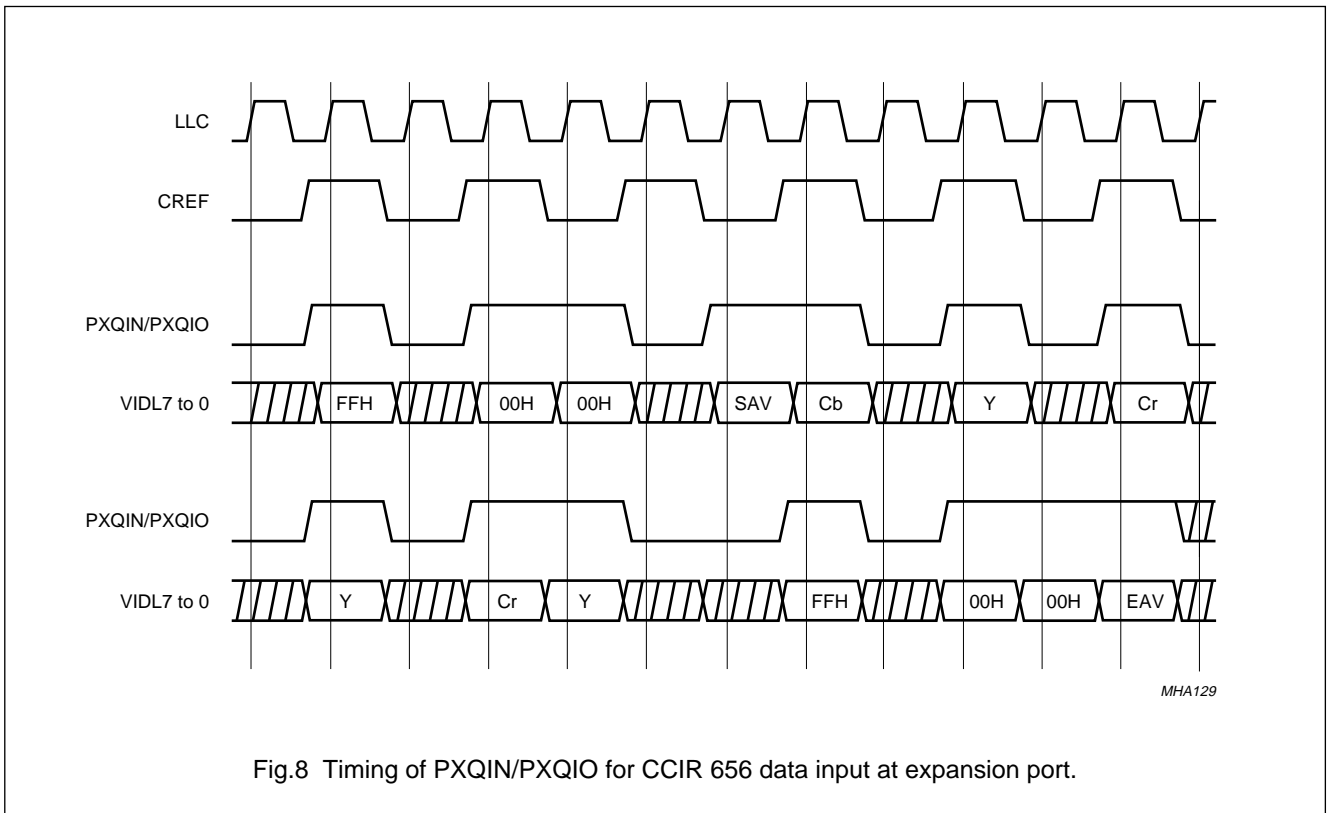 LLC
CREF
PXQIN/PXQIO
VIDL7 to 0 FFH 00H 00H SAV Cb Y Cr
PXQIN/PXQIO
VIDL7 to 0 Y Cr Y FFH 00H 00H EAV
MHA129
Fig.8 Timing of PXQIN/PXQIO for CCIR 656 data input at expansion port.